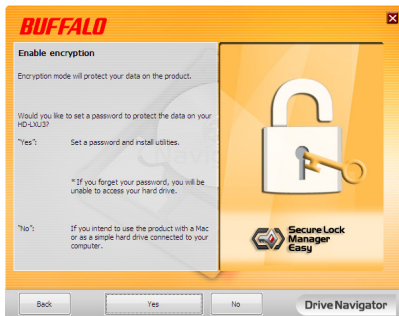 BUFFALO
Enable encryption
Encryption mode will protect your data on the product.
Would you like to set a password to protect the data on your
HD-LXU3?
"Yes": Set a password and install utilities.
* If you forget your password, you will be
unable to access your hard drive.
"No": If you intend to use the product with a Mac
or as a simple hard drive connected to your
computer.
Navi
Secure Lock
Manager
Easy
Back Yes No DriveNavigator